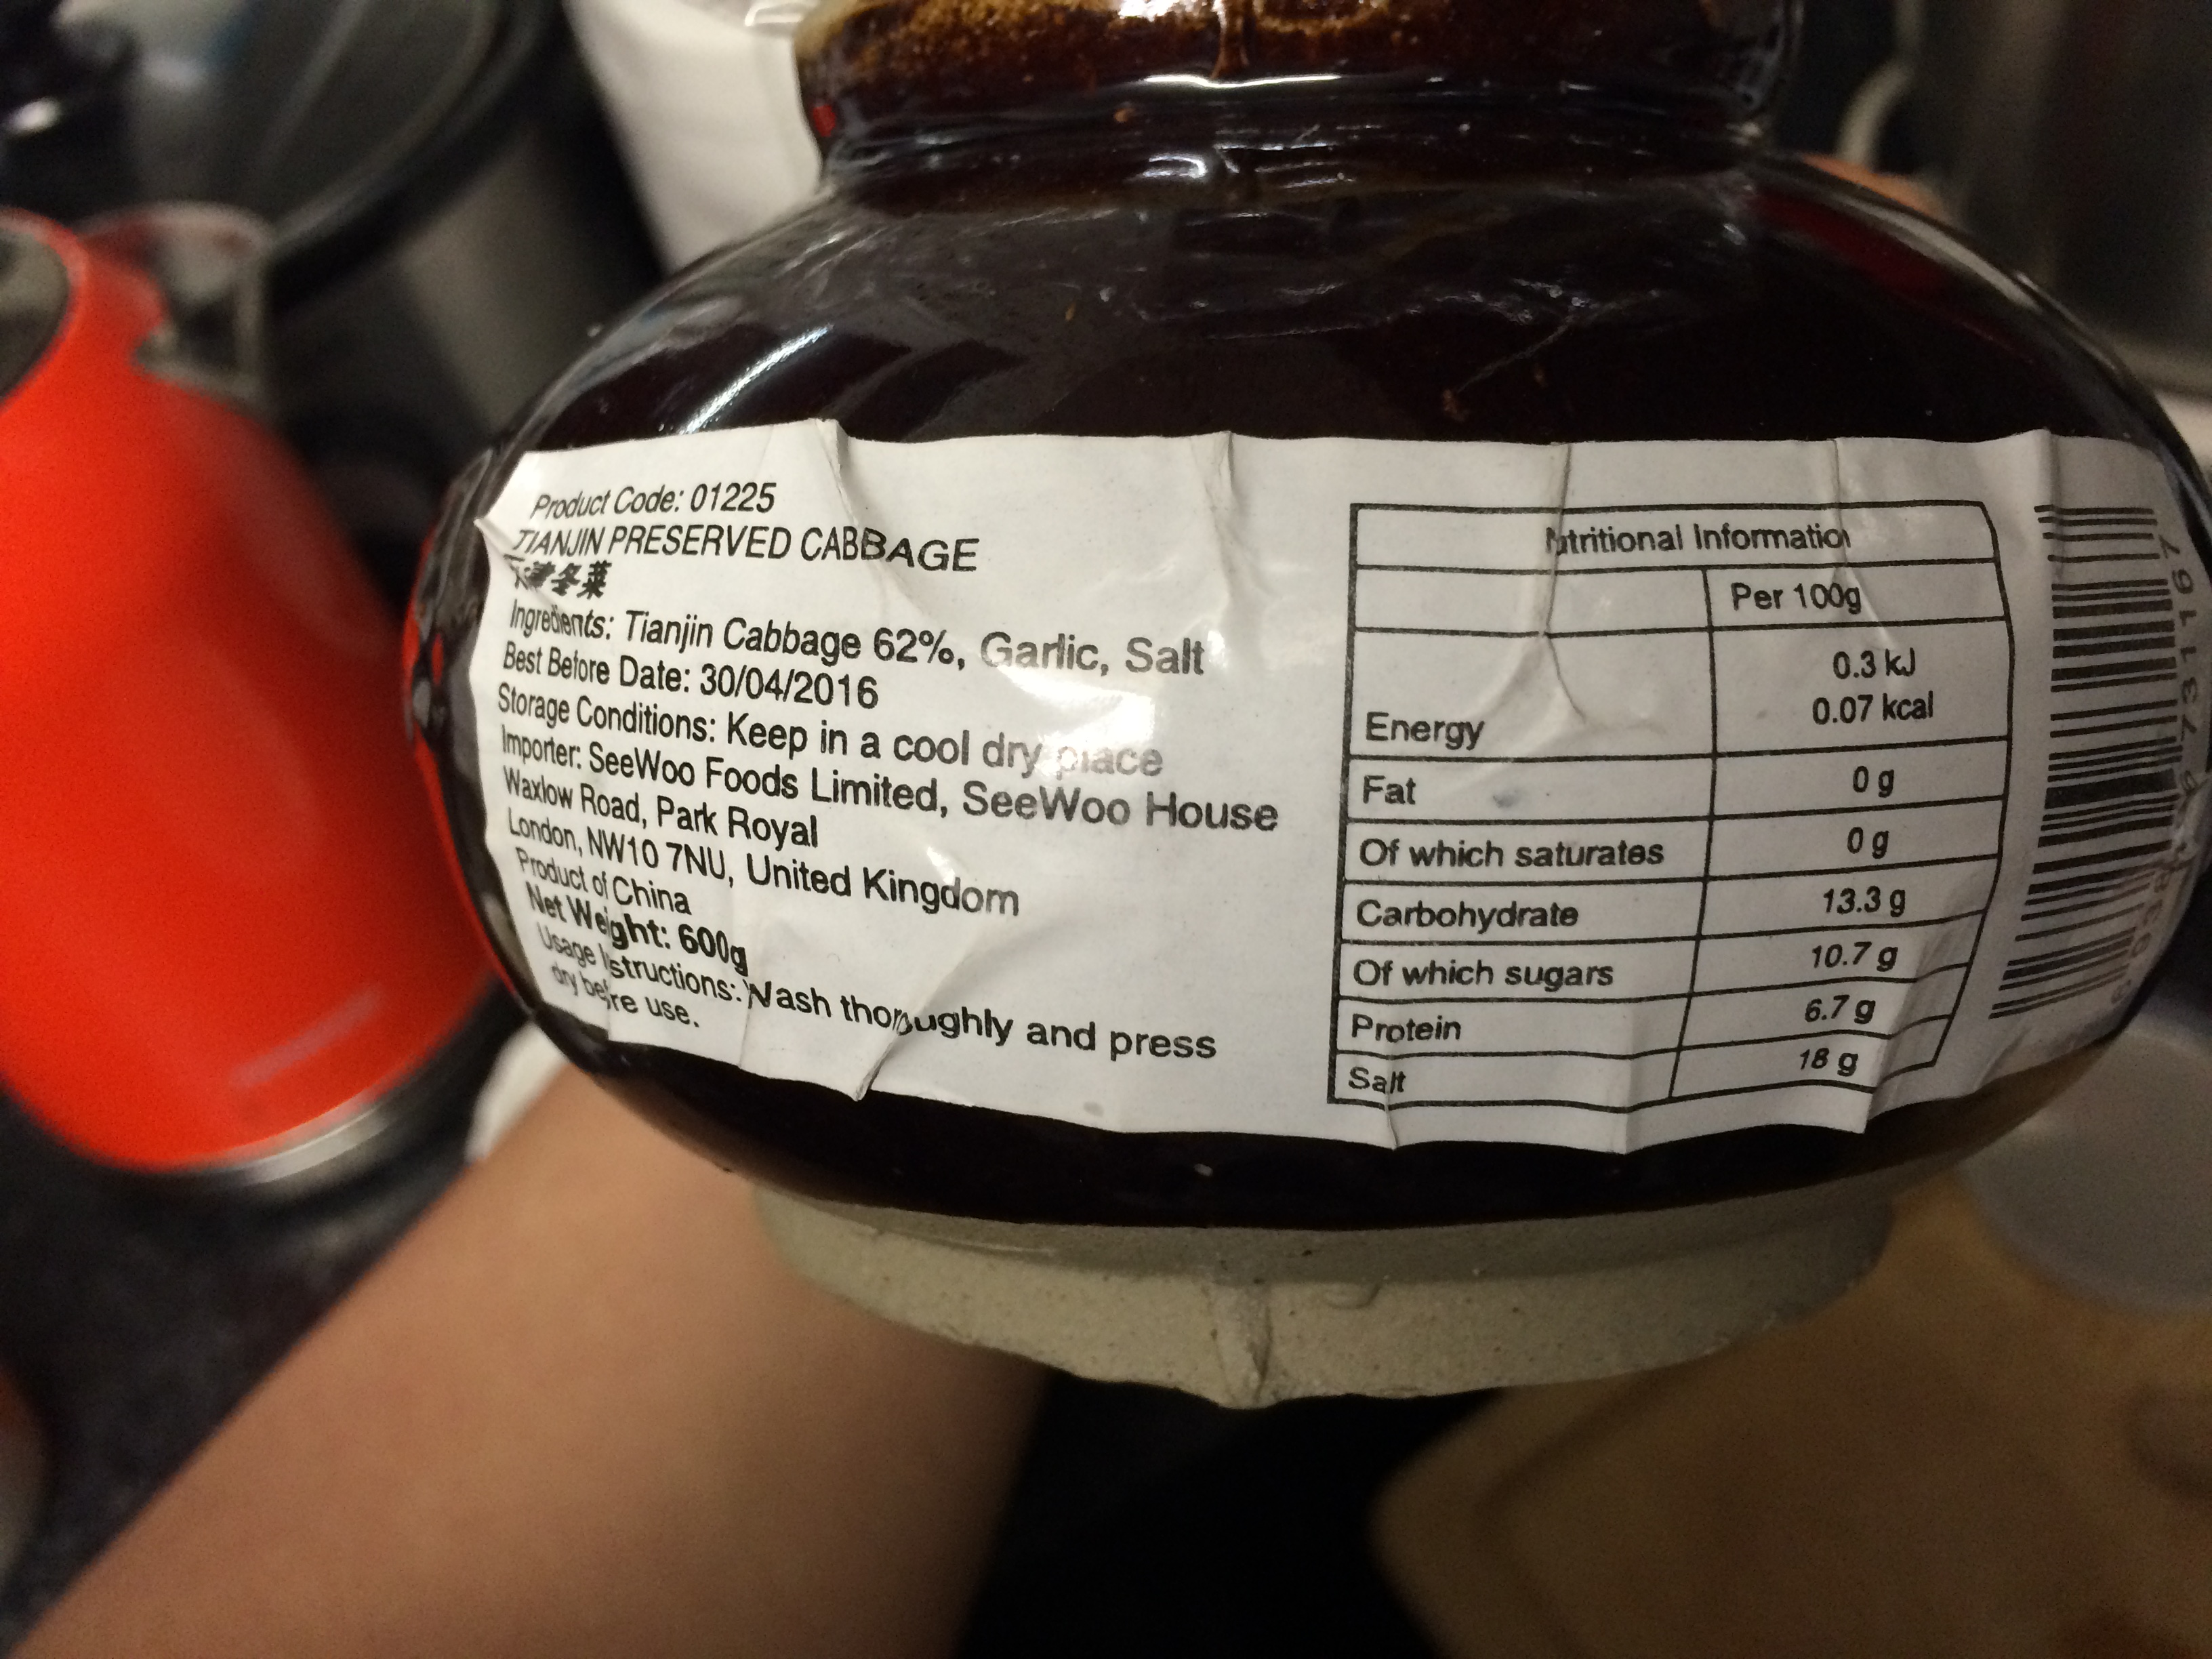 Product Code: 01225
TIANJIN PRESERVED CABBAGE
天津冬菜
Ingredients: Tianjin Cabbage 62%, Garlic, Salt
Best Before Date: 30/04/2016
Storage Conditions: Keep in a cool dry place
Importer: SeeWoo Foods Limited, SeeWoo House
Waxlow Road, Park Royal
London, NW10 7NU, United Kingdom
Product of China
Net Weight: 600g
Usage Instructions: Wash thoroughly and press
dry before use.
Nutritional Information
Per 100g
Energy 0.3 kJ
0.07 kcal
Fat 0 g
Of which saturates 0 g
Carbohydrate 13.3 g
Of which sugars 10.7 g
Protein 6.7 g
Salt 18 g